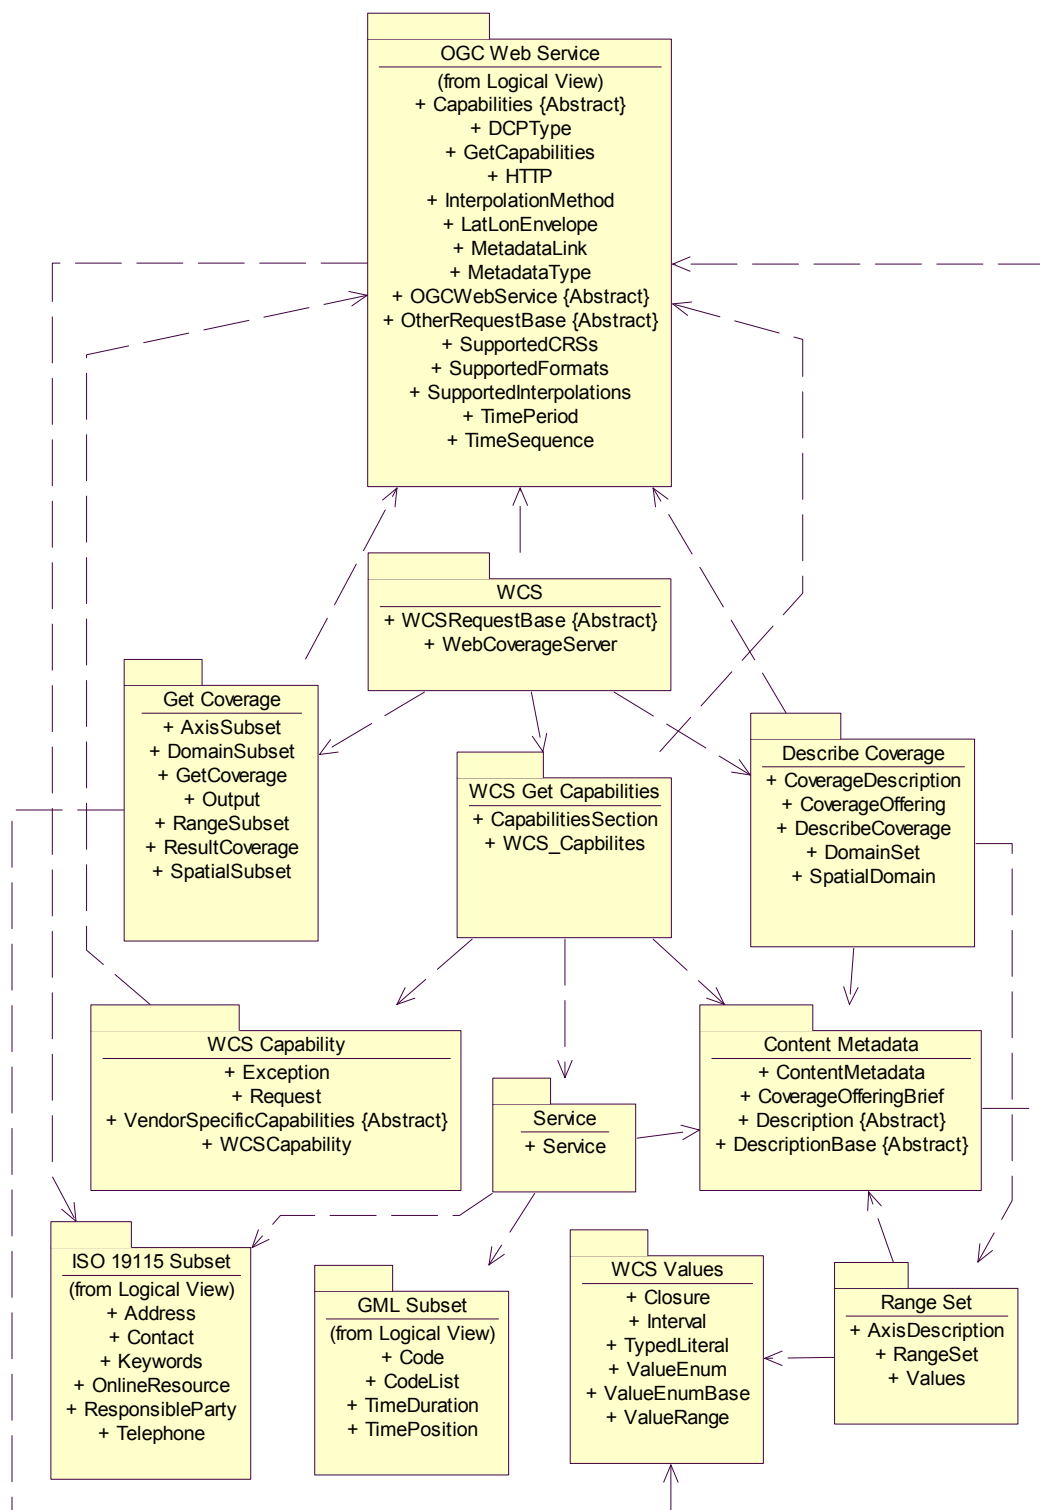 OGC Web Service
(from Logical View)
+ Capabilities {Abstract}
+ DCPType
+ GetCapabilities
+ HTTP
+ InterpolationMethod
+ LatLonEnvelope
+ MetadataLink
+ MetadataType
+ OGCWebService {Abstract}
+ OtherRequestBase {Abstract}
+ SupportedCRSs
+ SupportedFormats
+ SupportedInterpolations
+ TimePeriod
+ TimeSequence
WCS
+ WCSRequestBase {Abstract}
+ WebCoverageServer
Get Coverage
+ AxisSubset
+ DomainSubset
+ GetCoverage
+ Output
+ RangeSubset
+ ResultCoverage
+ SpatialSubset
WCS Get Capabilities
+ CapabilitiesSection
+ WCS_Capbilites
Describe Coverage
+ CoverageDescription
+ CoverageOffering
+ DescribeCoverage
+ DomainSet
+ SpatialDomain
WCS Capability
+ Exception
+ Request
+ VendorSpecificCapabilities {Abstract}
+ WCSCapability
Service
+ Service
Content Metadata
+ ContentMetadata
+ CoverageOfferingBrief
+ Description {Abstract}
+ DescriptionBase {Abstract}
ISO 19115 Subset
(from Logical View)
+ Address
+ Contact
+ Keywords
+ OnlineResource
+ ResponsibleParty
+ Telephone
GML Subset
(from Logical View)
+ Code
+ CodeList
+ TimeDuration
+ TimePosition
WCS Values
+ Closure
+ Interval
+ TypedLiteral
+ ValueEnum
+ ValueEnumBase
+ ValueRange
Range Set
+ AxisDescription
+ RangeSet
+ Values